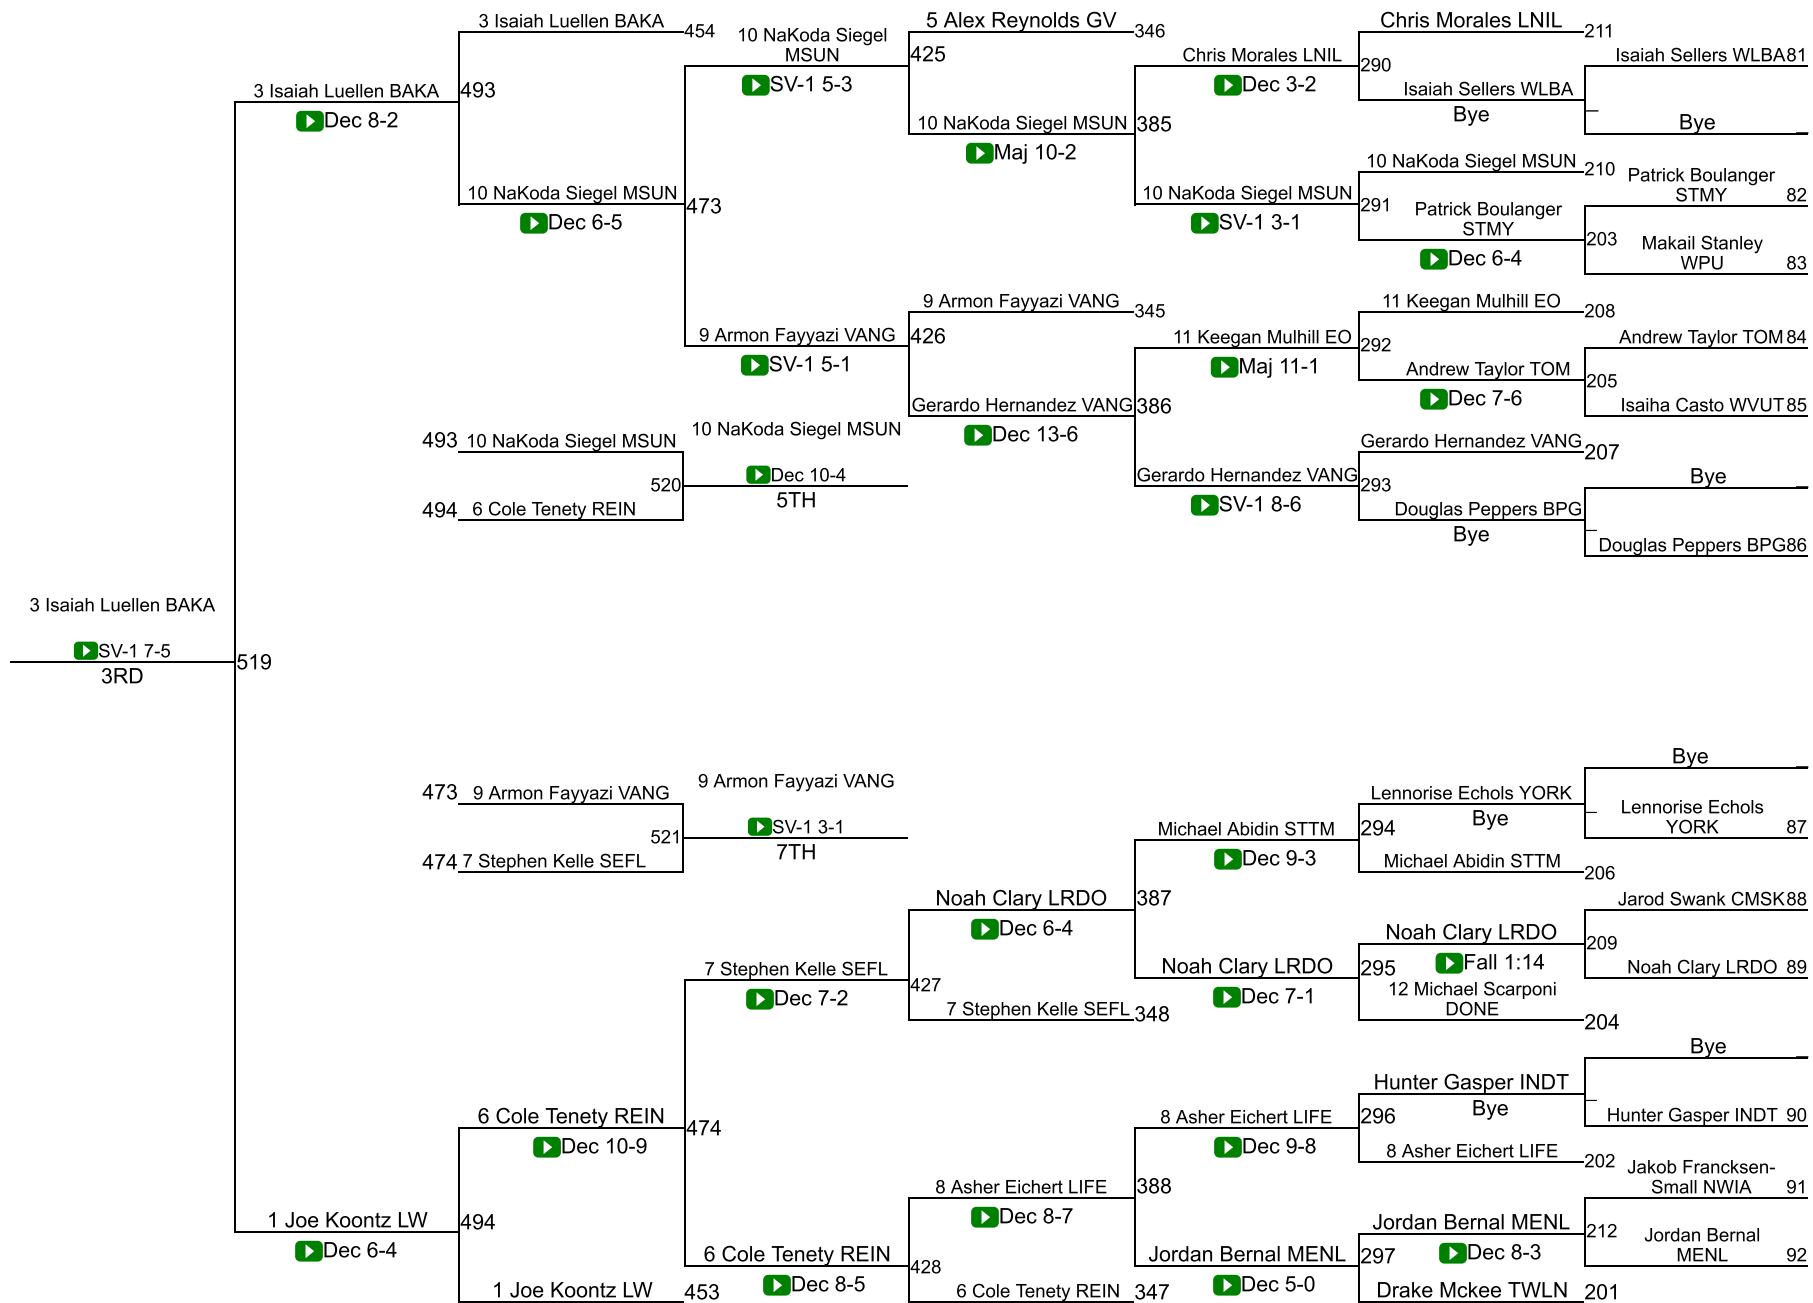 3 Isaiah Luellen BAKA
454
10 NaKoda Siegel
MSUN
SV-1 5-3
5 Alex Reynolds GV
346
425
Chris Morales LNIL
Dec 3-2
Chris Morales LNIL
211
290
Isaiah Sellers WLBA
Bye
Isaiah Sellers WLBA 81
Bye
3 Isaiah Luellen BAKA
Dec 8-2
493
10 NaKoda Siegel MSUN
Maj 10-2
385
10 NaKoda Siegel MSUN
Dec 6-5
473
10 NaKoda Siegel MSUN
SV-1 3-1
10 NaKoda Siegel MSUN
210
291
Patrick Boulanger
STMY
Dec 6-4
Patrick Boulanger
STMY 82
203
Makail Stanley
WPU 83
9 Armon Fayyazi VANG
SV-1 5-1
9 Armon Fayyazi VANG
345
426
11 Keegan Mulhill EO
Maj 11-1
11 Keegan Mulhill EO
208
292
Andrew Taylor TOM
Dec 7-6
Andrew Taylor TOM 84
205
Isaiha Casto WVUT 85
Gerardo Hernandez VANG
Dec 13-6
386
Gerardo Hernandez VANG
SV-1 8-6
Gerardo Hernandez VANG
207
293
Douglas Peppers BPG
Bye
Bye
Douglas Peppers BPG 86
493 10 NaKoda Siegel MSUN
520
494 6 Cole Tenety REIN
10 NaKoda Siegel MSUN
Dec 10-4
5TH
3 Isaiah Luellen BAKA
SV-1 7-5
3RD
519
473 9 Armon Fayyazi VANG
521
474 7 Stephen Kelle SEFL
9 Armon Fayyazi VANG
SV-1 3-1
7TH
Michael Abidin STTM
Dec 9-3
Lennorise Echols YORK
Bye
294
Michael Abidin STTM
206
Bye
Lennorise Echols
YORK 87
Noah Clary LRDO
Dec 6-4
387
Noah Clary LRDO
Dec 7-1
Noah Clary LRDO
Fall 1:14
295
12 Michael Scarponi
DONE
204
Jarod Swank CMSK 88
209
Noah Clary LRDO 89
7 Stephen Kelle SEFL
Dec 7-2
427
7 Stephen Kelle SEFL
348
6 Cole Tenety REIN
Dec 10-9
474
8 Asher Eichert LIFE
Dec 9-8
Hunter Gasper INDT
Bye
296
8 Asher Eichert LIFE
202
Bye
Hunter Gasper INDT 90
8 Asher Eichert LIFE
Dec 8-7
388
Jordan Bernal MENL
Dec 5-0
Jordan Bernal MENL
Dec 8-3
297
Drake Mckee TWLN
201
Jakob Francksen-
Small NWIA 91
212
Jordan Bernal
MENL 92
1 Joe Koontz LW
Dec 6-4
494
1 Joe Koontz LW
453
6 Cole Tenety REIN
Dec 8-5
428
6 Cole Tenety REIN
347